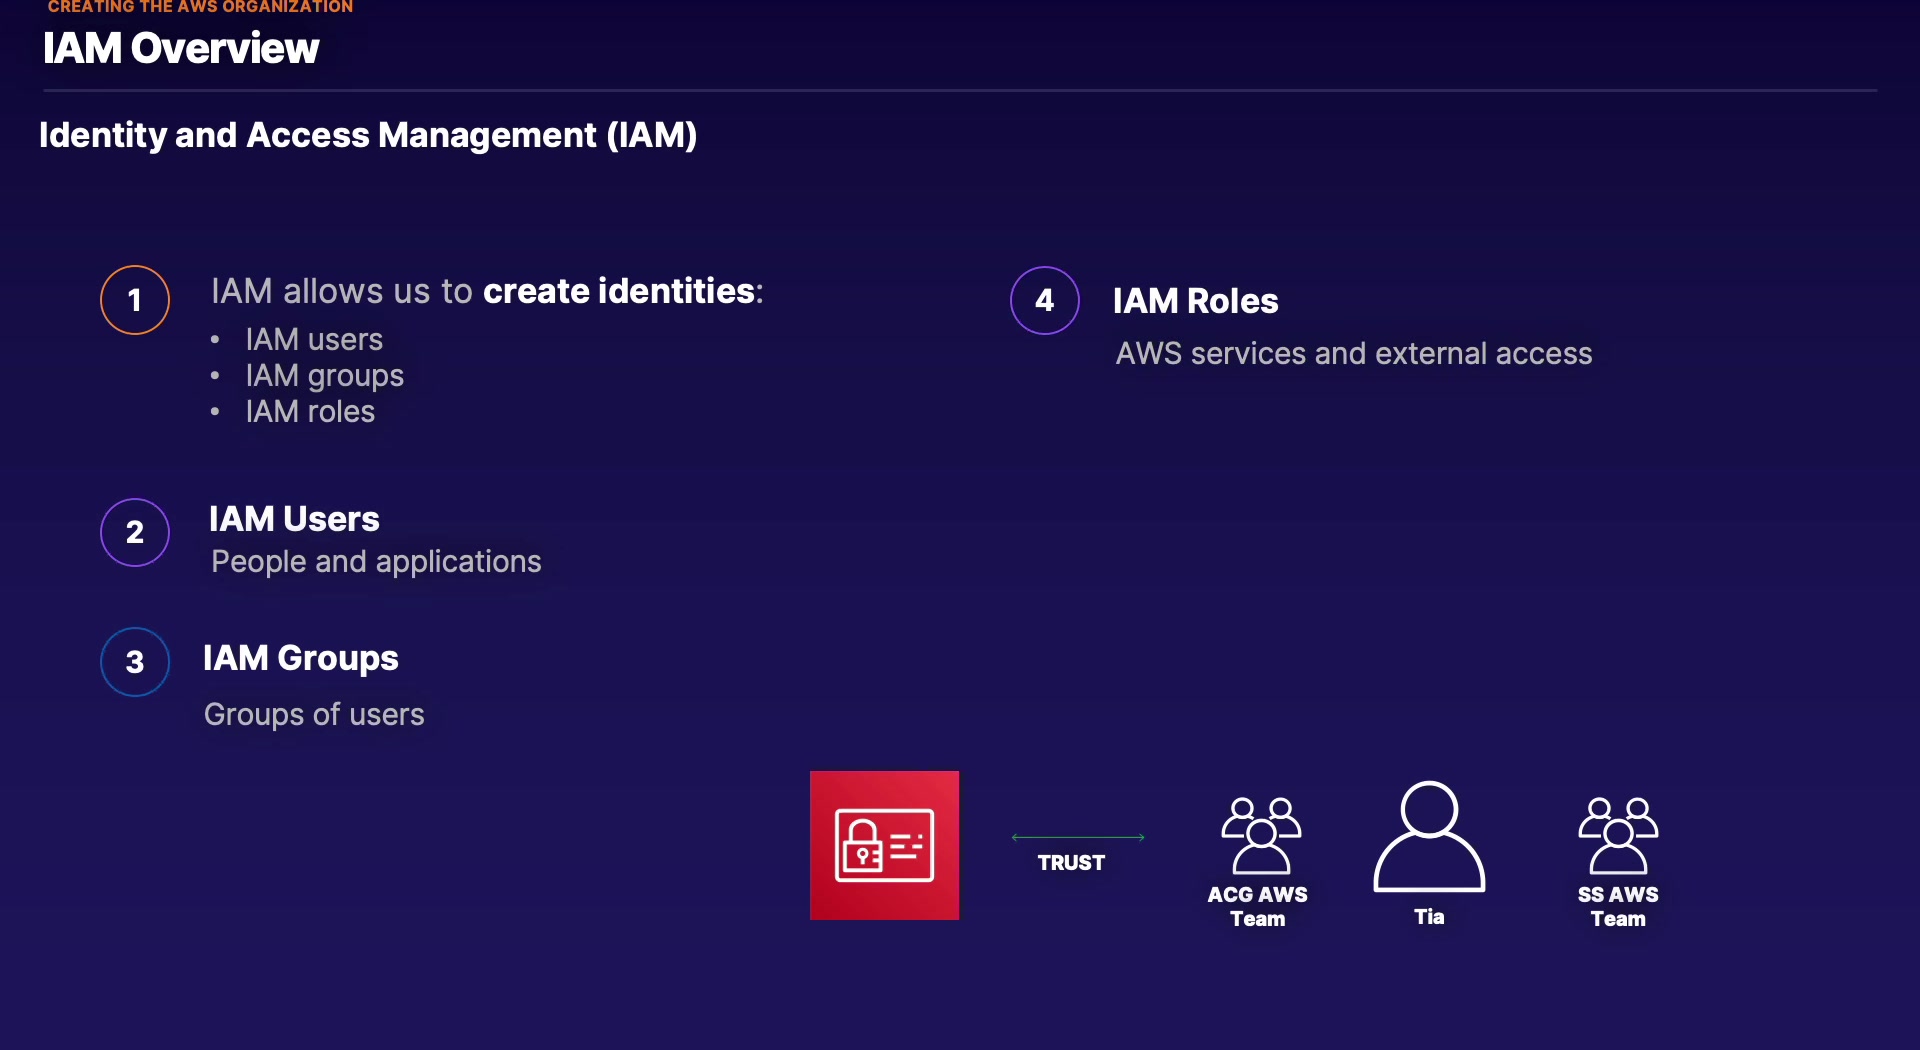 CREATING THE AWS ORGANIZATION
IAM Overview
Identity and Access Management (IAM)
1
IAM allows us to create identities:
• IAM users
• IAM groups
• IAM roles
2
IAM Users
People and applications
3
IAM Groups
Groups of users
4
IAM Roles
AWS services and external access
TRUST
ACG AWS
Team
Tia
SS AWS
Team